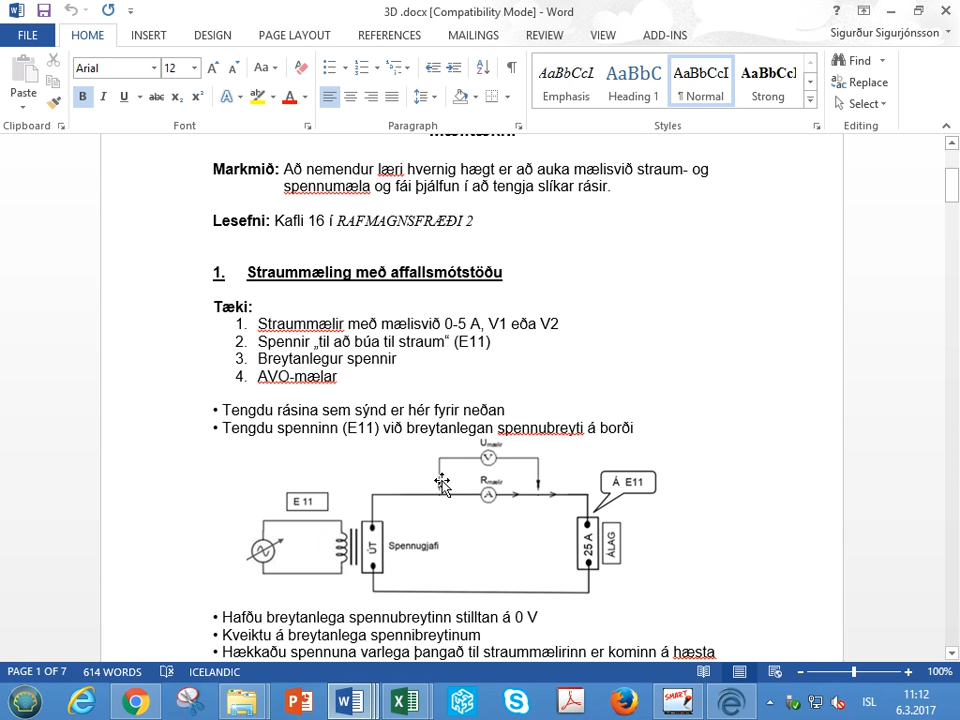 3D .docx [Compatibility Mode] - Word
FILE HOME INSERT DESIGN PAGE LAYOUT REFERENCES MAILINGS REVIEW VIEW ADD-INS
Sigurður Sigurjónsson
Paste
Arial 12
Aa
B I U abc X₂ X²
AaBbCcI AaBbC AaBbCcI AaBbCcI
Emphasis Heading 1 ¶ Normal Strong
Find
Replace
Select
Clipboard Font Paragraph Styles Editing
Markmið: Að nemendur læri hvernig hægt er að auka mælisvið straum- og
spennumæla og fái þjálfun í að tengja slíkar rásir.
Lesefni: Kafli 16 í RAFMAGNSFRÆÐI 2
1. Straummæling með affallsmótstöðu
Tæki:
1. Straummælir með mælisvið 0-5 A, V1 eða V2
2. Spennir „til að búa til straum“ (E11)
3. Breytanlegur spennir
4. AVO-mælar
• Tengdu rásina sem sýnd er hér fyrir neðan
• Tengdu spenninn (E11) við breytanlegan spennubreyti á borði
Umælir
V
Rmælir
A
Á E11
E 11
ÚT
Spennugjafi
25 A
ÁLAG
• Hafðu breytanlega spennubreytinn stilltan á 0 V
• Kveiktu á breytanlega spennibreytinum
• Hækkaðu spennuna varlega þangað til straummælirinn er kominn á hæsta
PAGE 1 OF 7 614 WORDS ICELANDIC 100%
ISL
11:12
6.3.2017